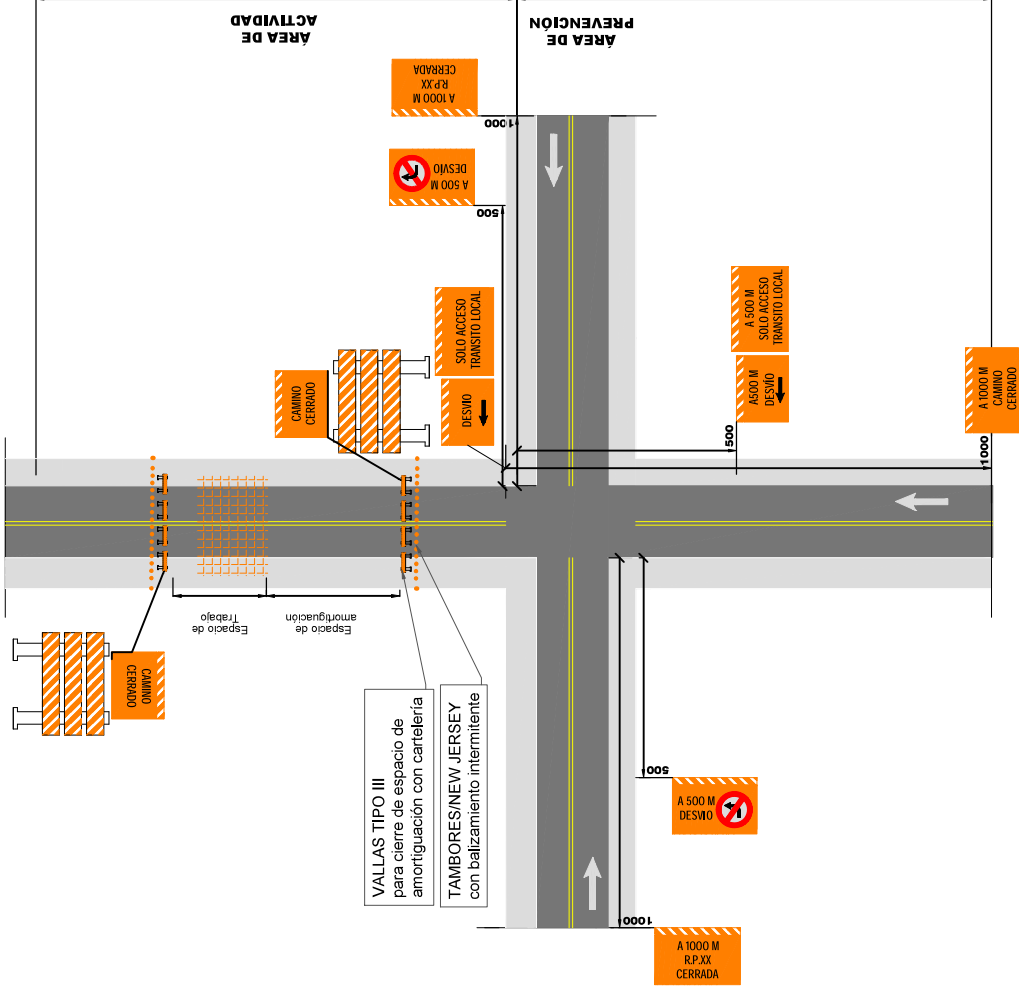 ÁREA DE
ACTIVIDAD
ÁREA DE
PREVENCIÓN
A 1000 M
R.P.XX
CERRADA
1000
A 500 M
DESVÍO
500
SOLO ACCESO
TRANSITO LOCAL
DESVIO
CAMINO
CERRADO
A 500 M
SOLO ACCESO
TRANSITO LOCAL
A500 M
DESVÍO
500
A 1000 M
CAMINO
CERRADO
1000
Espacio de
Trabajo
Espacio de
amortiguación
CAMINO
CERRADO
VALLAS TIPO III
para cierre de espacio de
amortiguación con cartelería
TAMBORES/NEW JERSEY
con balizamiento intermitente
500
A 500 M
DESVIO
1000
A 1000 M
R.P.XX
CERRADA